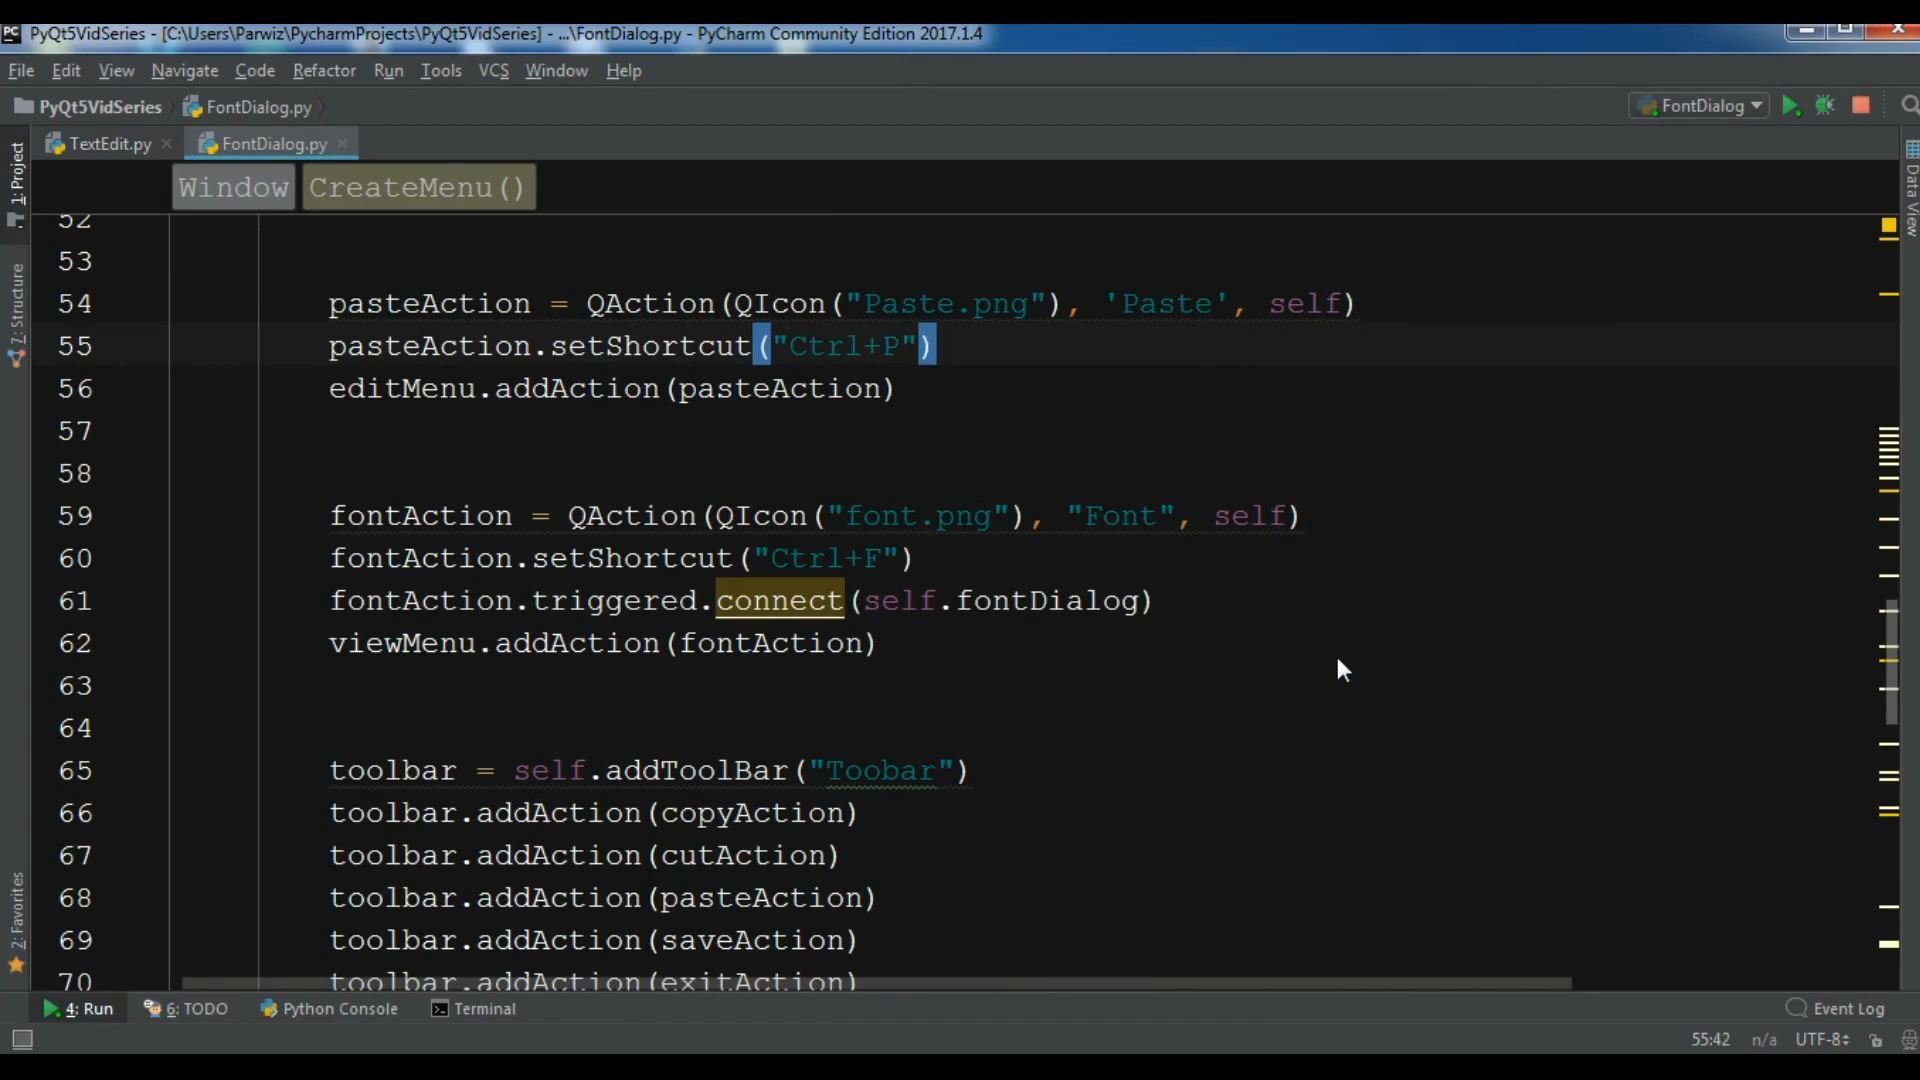 PC PyQt5VidSeries - [C:\Users\Parwiz\PycharmProjects\PyQt5VidSeries] - ...\FontDialog.py - PyCharm Community Edition 2017.1.4
File Edit View Navigate Code Refactor Run Tools VCS Window Help
PyQt5VidSeries FontDialog.py FontDialog
TextEdit.py FontDialog.py
Window CreateMenu()
1: Project
7: Structure
2: Favorites
Data View
52
53
54 pasteAction = QAction(QIcon("Paste.png"), 'Paste', self)
55 pasteAction.setShortcut("Ctrl+P")
56 editMenu.addAction(pasteAction)
57
58
59 fontAction = QAction(QIcon("font.png"), "Font", self)
60 fontAction.setShortcut("Ctrl+F")
61 fontAction.triggered.connect(self.fontDialog)
62 viewMenu.addAction(fontAction)
63
64
65 toolbar = self.addToolBar("Toobar")
66 toolbar.addAction(copyAction)
67 toolbar.addAction(cutAction)
68 toolbar.addAction(pasteAction)
69 toolbar.addAction(saveAction)
70 toolbar.addAction(exitAction)
4: Run 6: TODO Python Console Terminal Event Log
55:42 n/a UTF-8